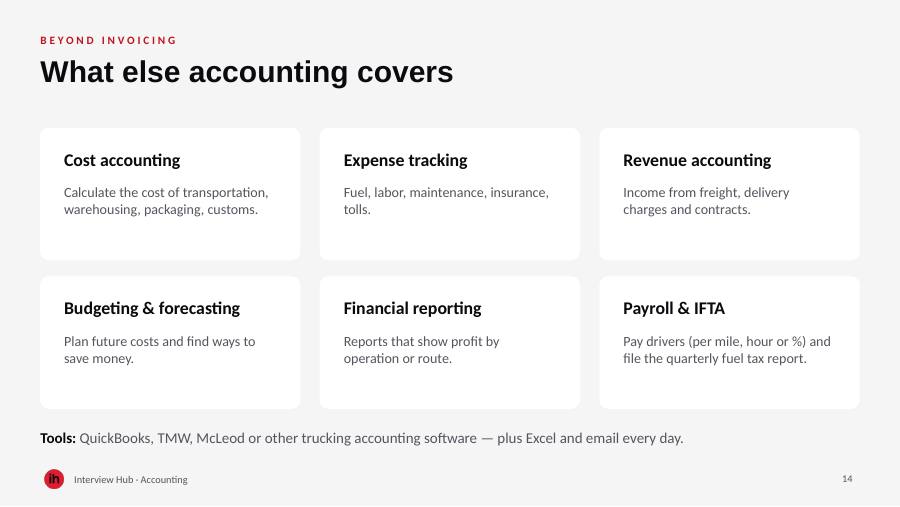 BEYOND INVOICING
What else accounting covers
Cost accounting
Calculate the cost of transportation,
warehousing, packaging, customs.
Expense tracking
Fuel, labor, maintenance, insurance,
tolls.
Revenue accounting
Income from freight, delivery
charges and contracts.
Budgeting & forecasting
Plan future costs and find ways to
save money.
Financial reporting
Reports that show profit by
operation or route.
Payroll & IFTA
Pay drivers (per mile, hour or %) and
file the quarterly fuel tax report.
Tools: QuickBooks, TMW, McLeod or other trucking accounting software — plus Excel and email every day.
ih Interview Hub · Accounting
14